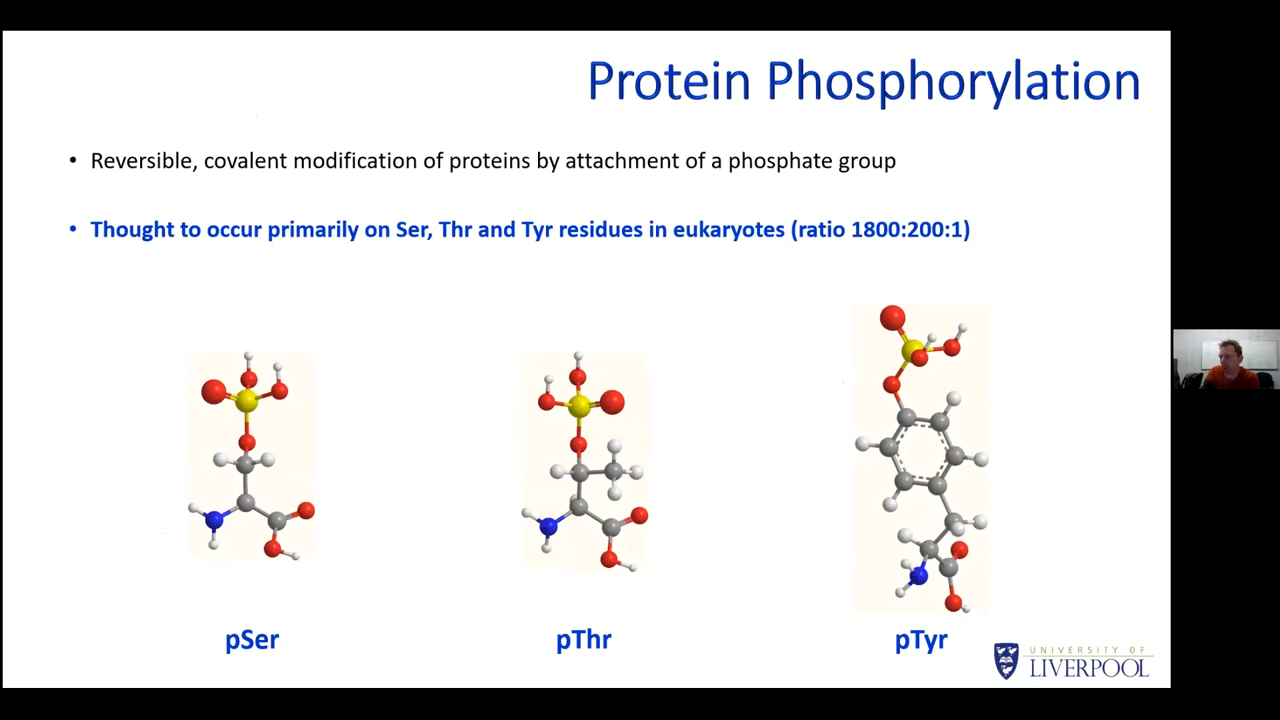 Protein Phosphorylation
• Reversible, covalent modification of proteins by attachment of a phosphate group
• Thought to occur primarily on Ser, Thr and Tyr residues in eukaryotes (ratio 1800:200:1)
pSer
pThr
pTyr
UNIVERSITY OF
LIVERPOOL